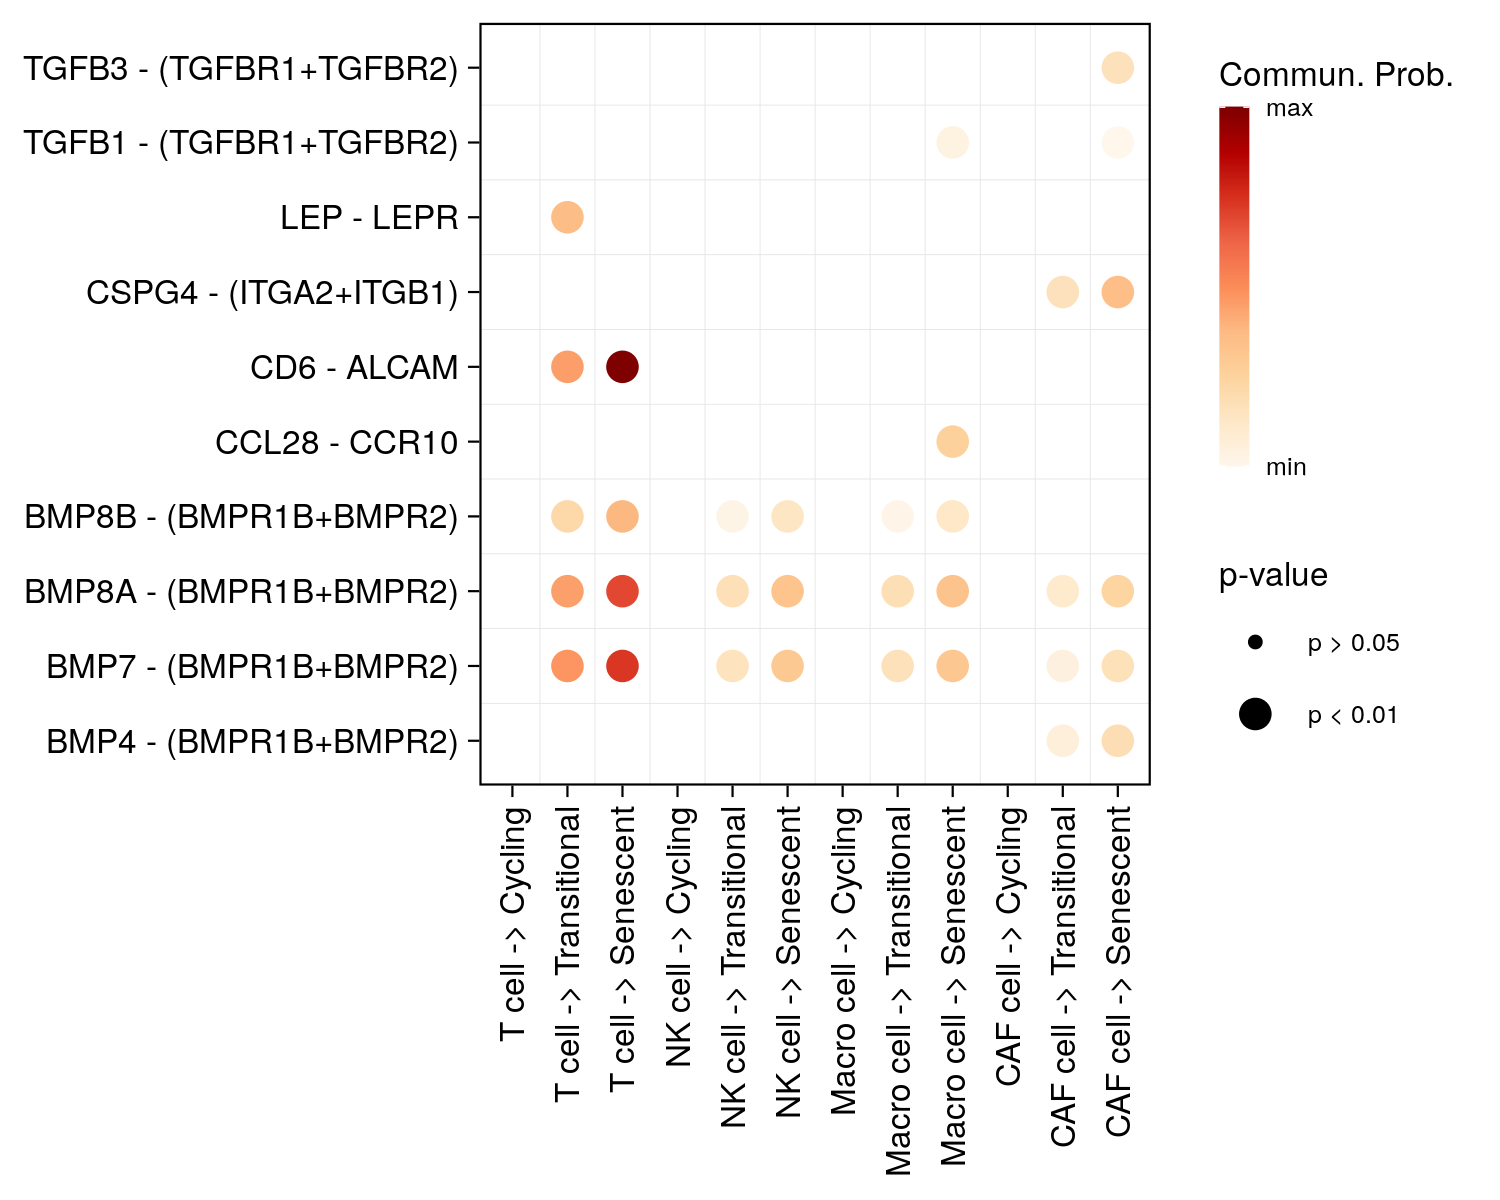 TGFB3 - (TGFBR1+TGFBR2)
TGFB1 - (TGFBR1+TGFBR2)
LEP - LEPR
CSPG4 - (ITGA2+ITGB1)
CD6 - ALCAM
CCL28 - CCR10
BMP8B - (BMPR1B+BMPR2)
BMP8A - (BMPR1B+BMPR2)
BMP7 - (BMPR1B+BMPR2)
BMP4 - (BMPR1B+BMPR2)
T cell -> Cycling
T cell -> Transitional
T cell -> Senescent
NK cell -> Cycling
NK cell -> Transitional
NK cell -> Senescent
Macro cell -> Cycling
Macro cell -> Transitional
Macro cell -> Senescent
CAF cell -> Cycling
CAF cell -> Transitional
CAF cell -> Senescent
Commun. Prob.
max
min
p-value
p > 0.05
p < 0.01